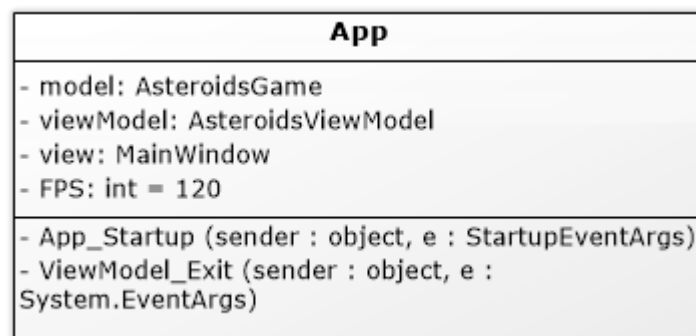 App
- model: AsteroidsGame
- viewModel: AsteroidsViewModel
- view: MainWindow
- FPS: int = 120
- App_Startup (sender : object, e : StartupEventArgs)
- ViewModel_Exit (sender : object, e :
System.EventArgs)